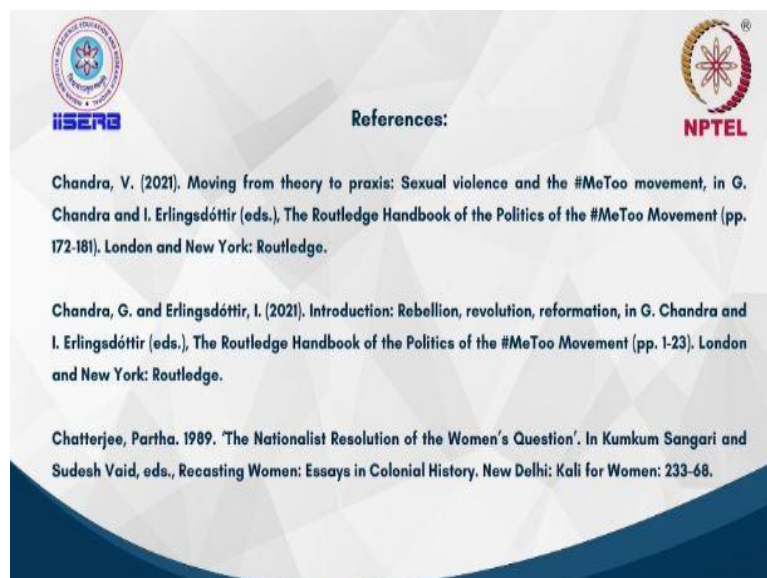 IISERB
NPTEL
®
References:
Chandra, V. (2021). Moving from theory to praxis: Sexual violence and the #MeToo movement, in G.
Chandra and I. Erlingsdóttir (eds.), The Routledge Handbook of the Politics of the #MeToo Movement (pp.
172-181). London and New York: Routledge.
Chandra, G. and Erlingsdóttir, I. (2021). Introduction: Rebellion, revolution, reformation, in G. Chandra and
I. Erlingsdóttir (eds.), The Routledge Handbook of the Politics of the #MeToo Movement (pp. 1-23). London
and New York: Routledge.
Chatterjee, Partha. 1989. ‘The Nationalist Resolution of the Women’s Question’. In Kumkum Sangari and
Sudesh Vaid, eds., Recasting Women: Essays in Colonial History. New Delhi: Kali for Women: 233-68.